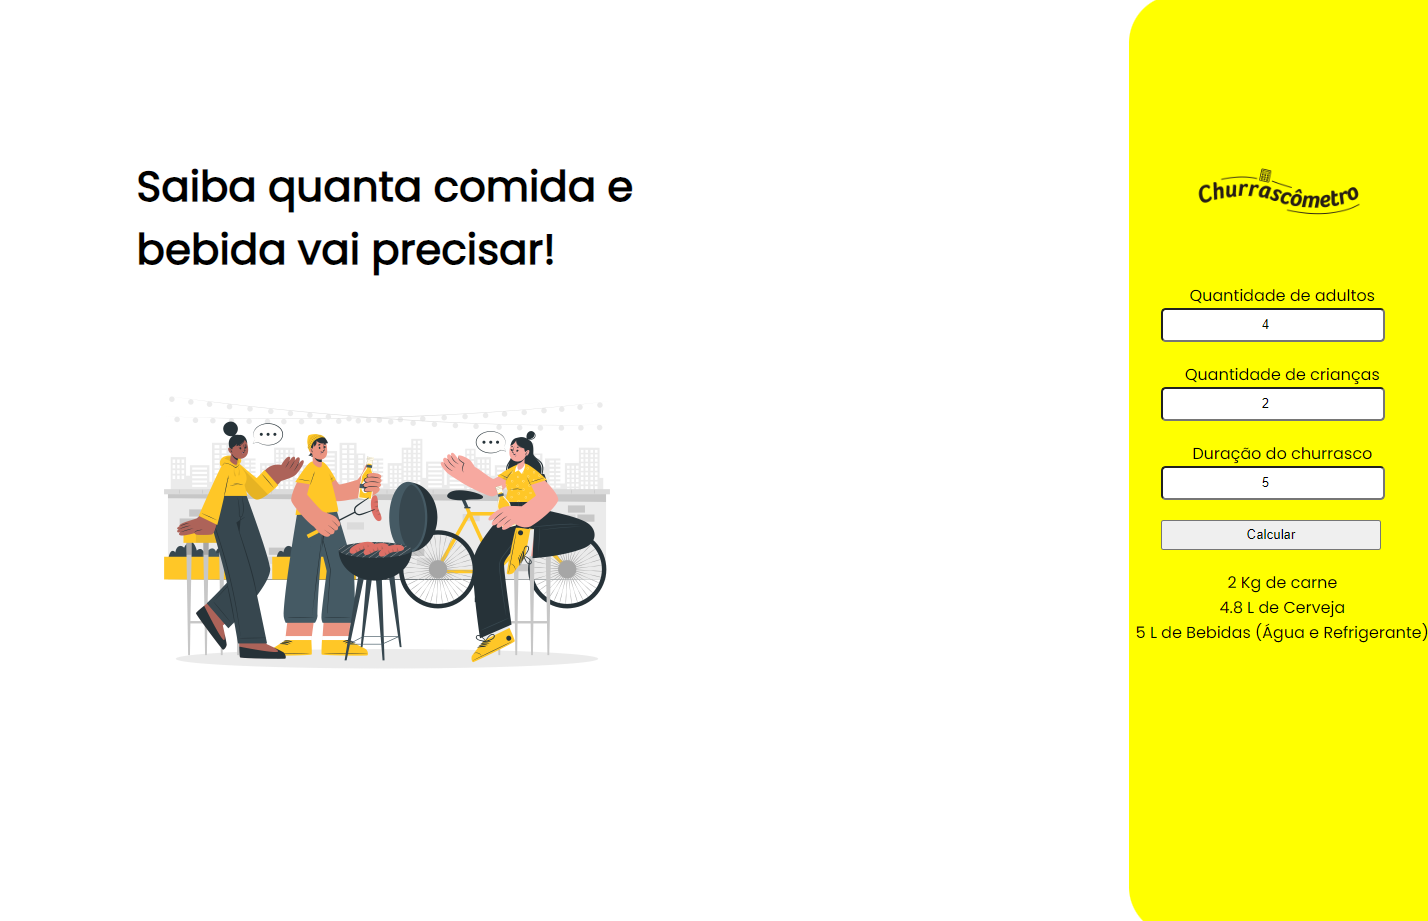 Saiba quanta comida e
bebida vai precisar!
Churrascômetro
Quantidade de adultos
4
Quantidade de crianças
2
Duração do churrasco
5
Calcular
2 Kg de carne
4.8 L de Cerveja
5 L de Bebidas (Água e Refrigerante)